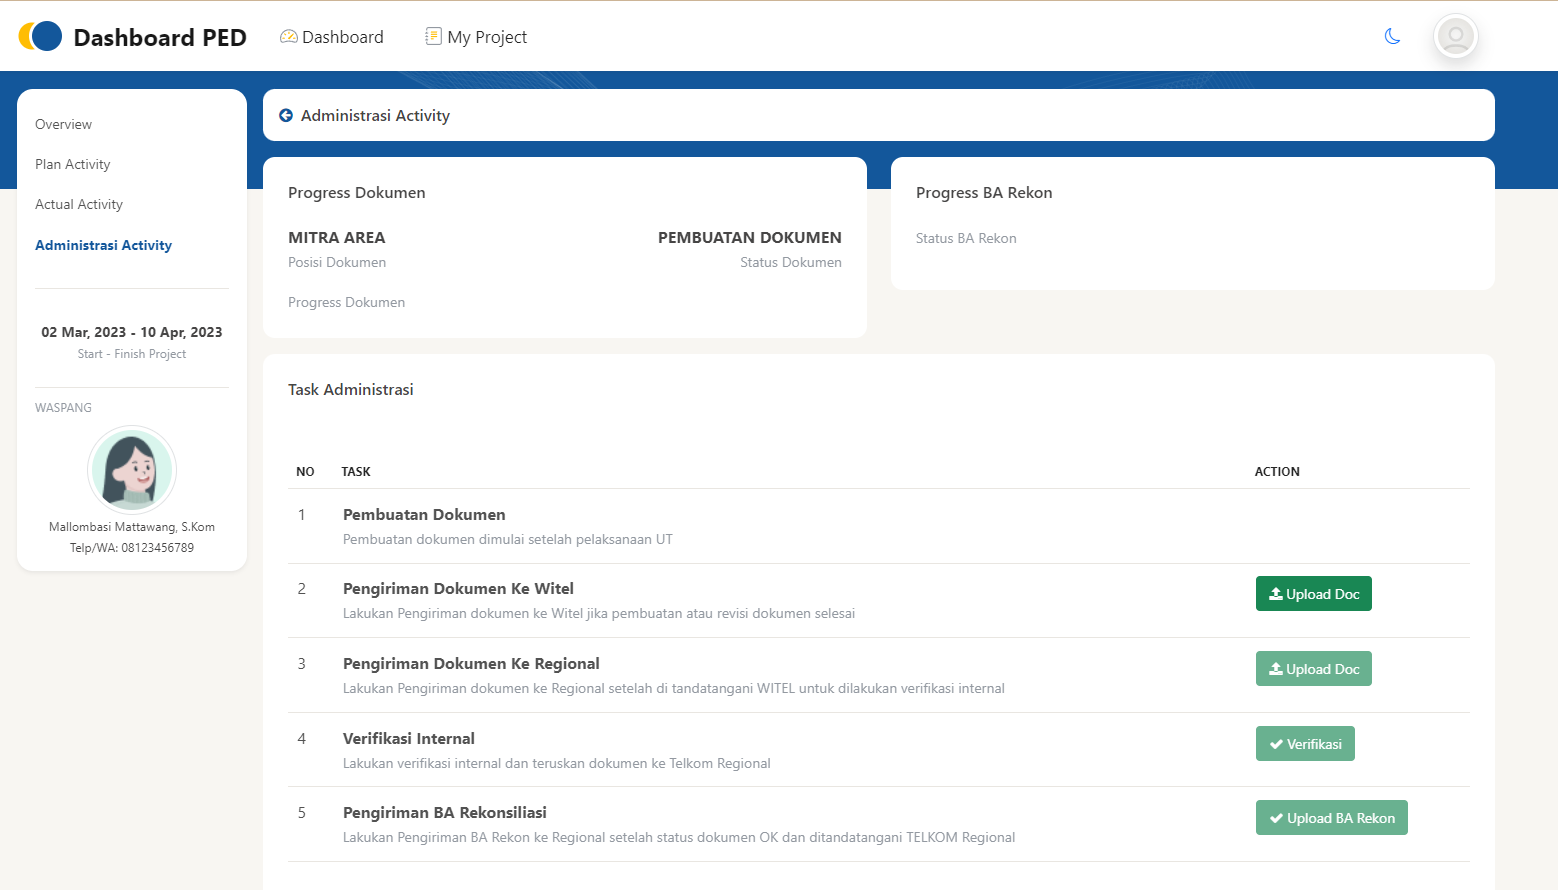 Dashboard PED
Dashboard
My Project
Overview
Plan Activity
Actual Activity
Administrasi Activity
02 Mar, 2023 - 10 Apr, 2023
Start - Finish Project
WASPANG
Mallombasi Mattawang, S.Kom
Telp/WA: 08123456789
Administrasi Activity
Progress Dokumen
MITRA AREA
Posisi Dokumen
PEMBUATAN DOKUMEN
Status Dokumen
Progress Dokumen
Progress BA Rekon
Status BA Rekon
Task Administrasi
NO TASK ACTION
1 Pembuatan Dokumen
Pembuatan dokumen dimulai setelah pelaksanaan UT
2 Pengiriman Dokumen Ke Witel Upload Doc
Lakukan Pengiriman dokumen ke Witel jika pembuatan atau revisi dokumen selesai
3 Pengiriman Dokumen Ke Regional Upload Doc
Lakukan Pengiriman dokumen ke Regional setelah di tandatangani WITEL untuk dilakukan verifikasi internal
4 Verifikasi Internal Verifikasi
Lakukan verifikasi internal dan teruskan dokumen ke Telkom Regional
5 Pengiriman BA Rekonsiliasi Upload BA Rekon
Lakukan Pengiriman BA Rekon ke Regional setelah status dokumen OK dan ditandatangani TELKOM Regional